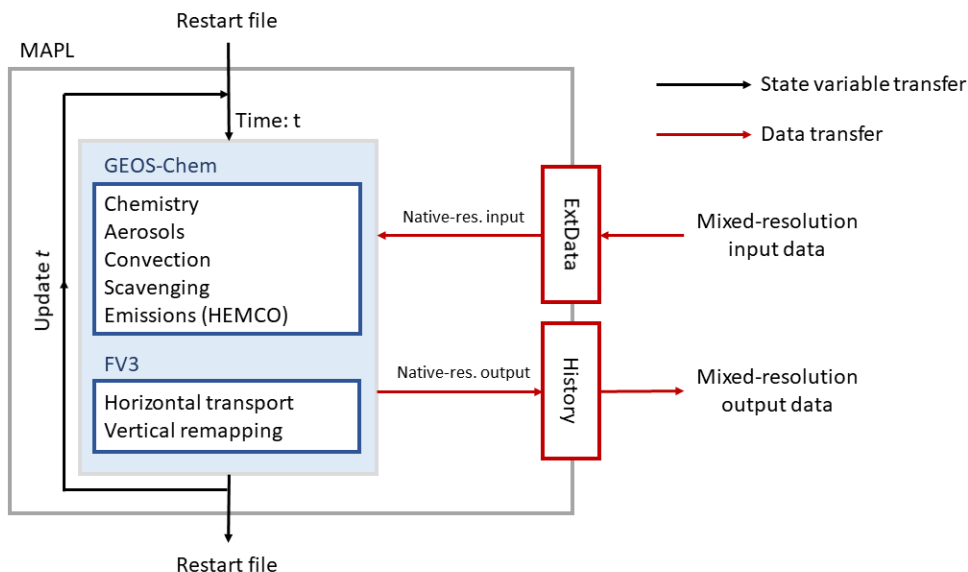 Restart file
MAPL
Time: t
State variable transfer
Data transfer
GEOS-Chem
Chemistry
Aerosols
Convection
Scavenging
Emissions (HEMCO)
Native-res. input
ExtData
Mixed-resolution
input data
Update t
FV3
Horizontal transport
Vertical remapping
Native-res. output
History
Mixed-resolution
output data
Restart file